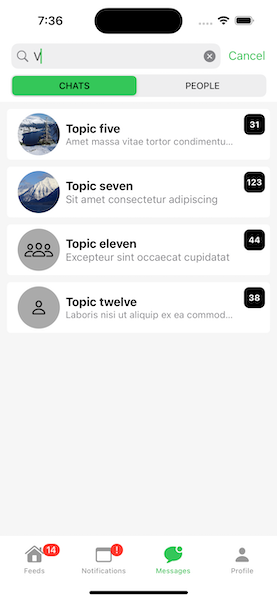 7:36
V
Cancel
CHATS
PEOPLE
Topic five
31
Amet massa vitae tortor condimentu...
Topic seven
123
Sit amet consectetur adipiscing
Topic eleven
44
Excepteur sint occaecat cupidatat
Topic twelve
38
Laboris nisi ut aliquip ex ea commod...
14
!
Feeds
Notifications
Messages
Profile